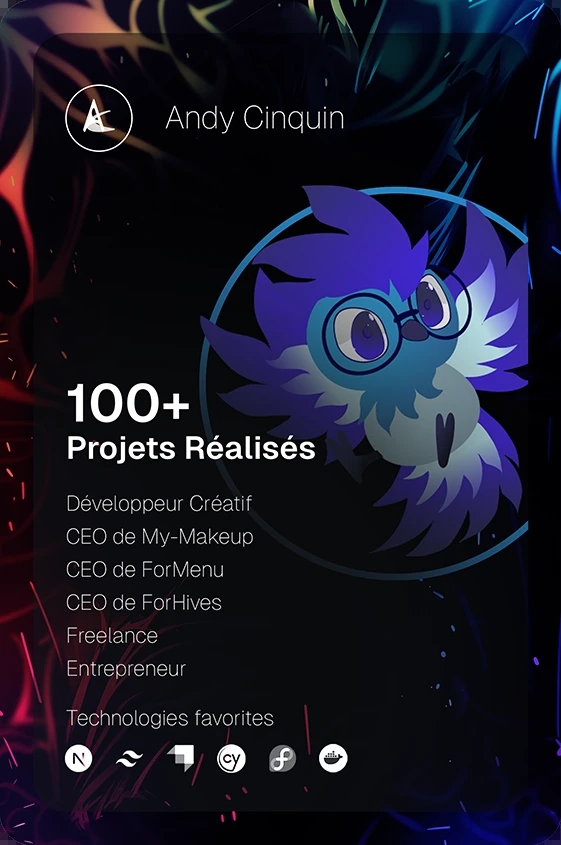 Andy Cinquin
100+
Projets Réalisés
Développeur Créatif
CEO de My-Makeup
CEO de ForMenu
CEO de ForHives
Freelance
Entrepreneur
Technologies favorites
N cy